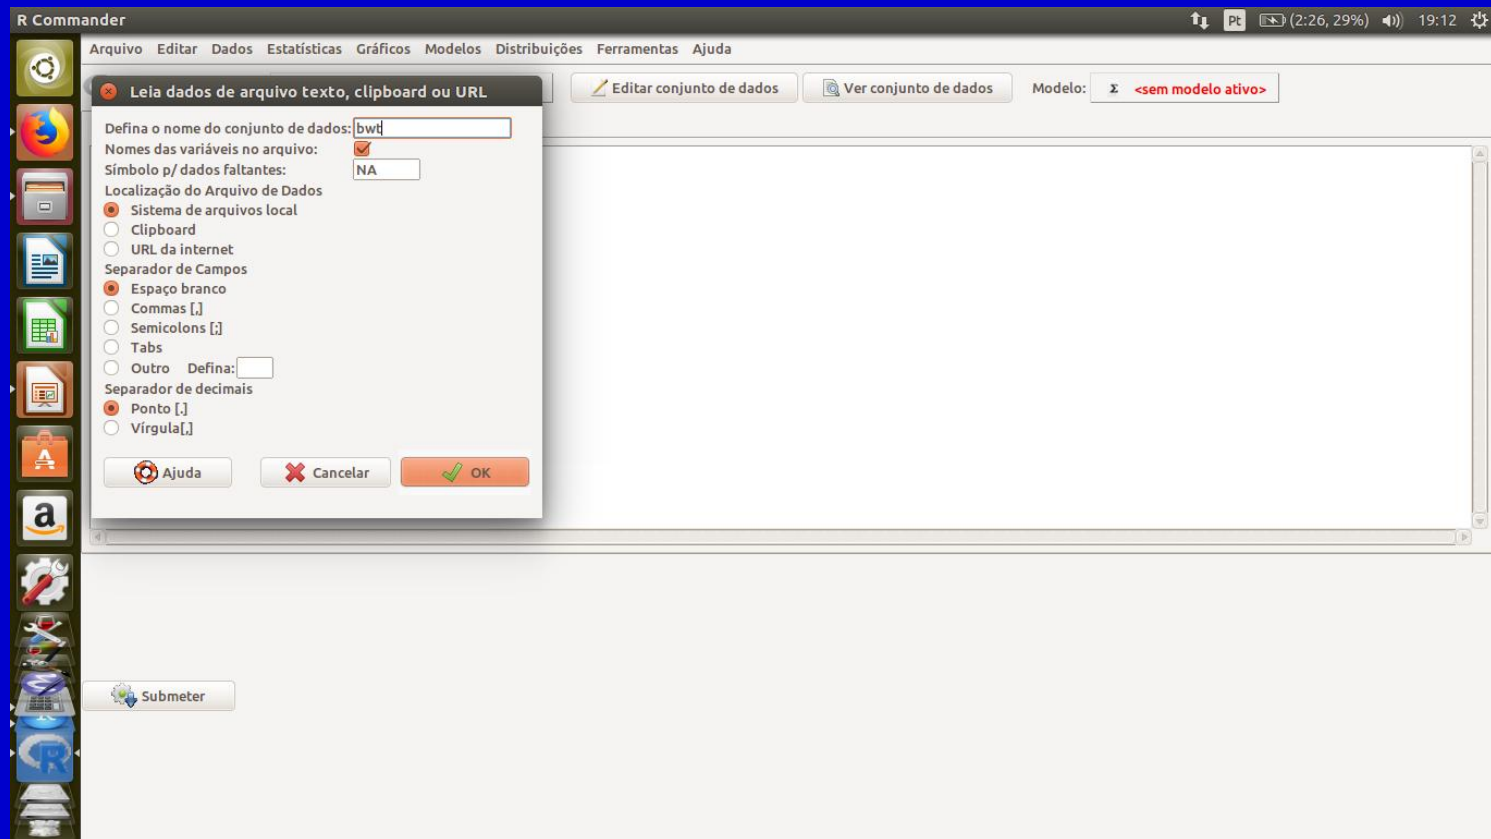 R Commander
Pt (2:26, 29%) 19:12
Arquivo Editar Dados Estatísticas Gráficos Modelos Distribuições Ferramentas Ajuda
Leia dados de arquivo texto, clipboard ou URL
Editar conjunto de dados Ver conjunto de dados Modelo: Σ <sem modelo ativo>
Defina o nome do conjunto de dados: bwt
Nomes das variáveis no arquivo:
Símbolo p/ dados faltantes: NA
Localização do Arquivo de Dados
Sistema de arquivos local
Clipboard
URL da internet
Separador de Campos
Espaço branco
Commas [,]
Semicolons [;]
Tabs
Outro Defina:
Separador de decimais
Ponto [.]
Vírgula[,]
Ajuda Cancelar OK
Submeter